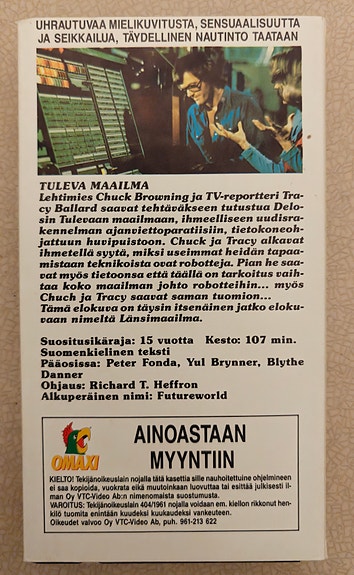 UHRAUTUVAA MIELIKUVITUSTA, SENSUAALISUUTTA
JA SEIKKAILUA, TÄYDELLINEN NAUTINTO TAATAAN
TULEVA MAAILMA
Lehtimies Chuck Browning ja TV-reportteri Tra-
cy Ballard saavat tehtäväkseen tutustua Delo-
sin Tulevaan maailmaan, ihmeelliseen uudisra-
kennelman ajanviettoparatiisiin, tietokoneoh-
jattuun huvipuistoon. Chuck ja Tracy alkavat
ihmetellä syytä, miksi useimmat heidän tapaa-
mistaan teknikoista ovat robotteja. Pian he saa-
vat myös tietoonsa että täällä on tarkoitus vaih-
taa koko maailman johto robotteihin... myös
Chuch ja Tracy saavat saman tuomion...
Tämä elokuva on täysin itsenäinen jatko eloku-
vaan nimeltä Länsimaailma.
Suositusikäraja: 15 vuotta Kesto: 107 min.
Suomenkielinen teksti
Pääosissa: Peter Fonda, Yul Brynner, Blythe
Danner
Ohjaus: Richard T. Heffron
Alkuperäinen nimi: Futureworld
OMAXI
AINOASTAAN
MYYNTIIN
KIELTO! Tekijänoikeuslain nojalla tätä kasettia sille nauhoitettuine ohjelmineen
ei saa kopioida, vuokrata eikä muutoinkaan luovuttaa tai esittää julkisesti il-
man Oy VTC-Video Ab:n nimenomaista suostumusta.
VAROITUS: Tekijänoikeuslain 404/1961 nojalla voidaan em. kiellon rikkonut hen-
kilö tuomita enintään kuudeksi kuukaudeksi vankeuteen.
Oikeudet valvoo Oy VTC-Video Ab, puh. 961-213 622